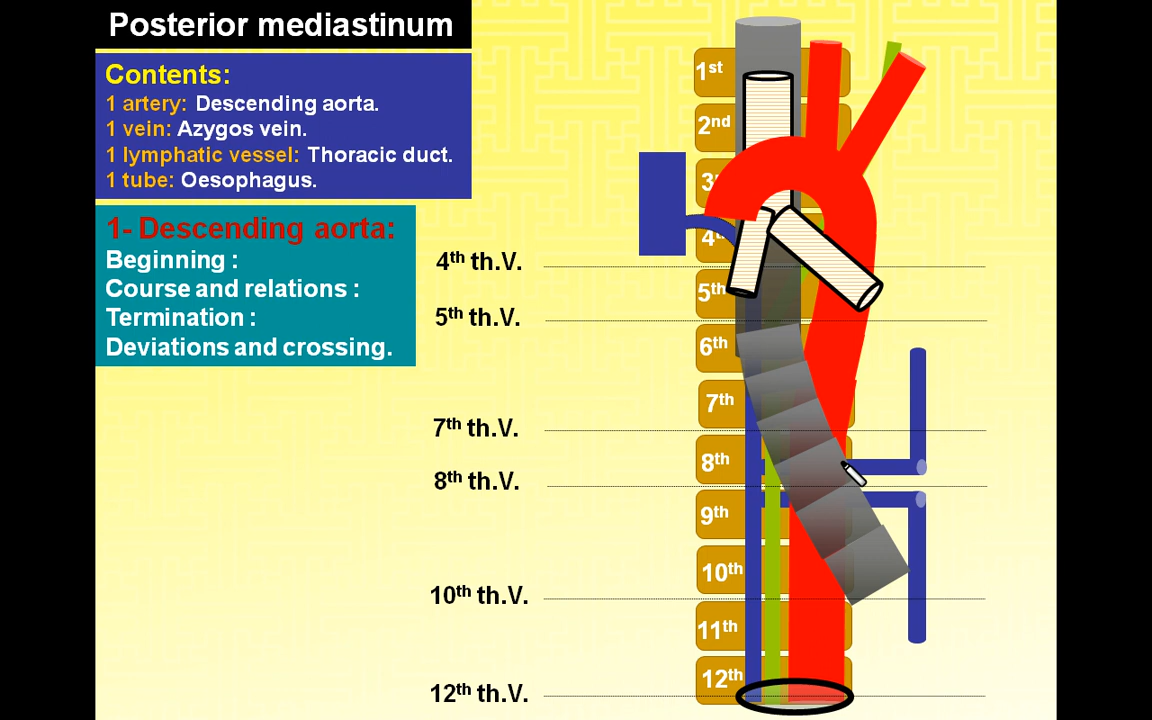 Posterior mediastinum
Contents:
1 artery: Descending aorta.
1 vein: Azygos vein.
1 lymphatic vessel: Thoracic duct.
1 tube: Oesophagus.
1- Descending aorta:
Beginning :
Course and relations :
Termination :
Deviations and crossing.
4th th.V.
5th th.V.
7th th.V.
8th th.V.
10th th.V.
12th th.V.
1st
2nd
3
4
5th
6th
7th
8th
9th
10th
11th
12th